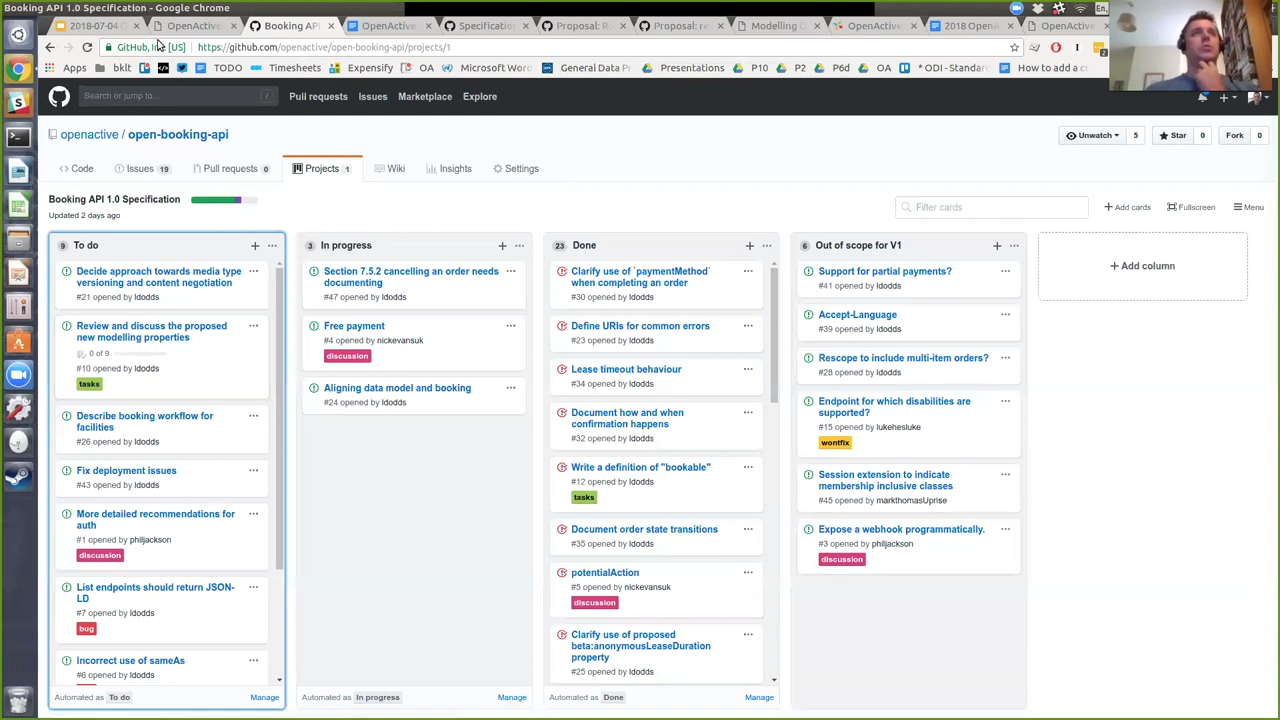 Booking API 1.0 Specification - Google Chrome
2018-07-04 C
OpenActive
Booking API
OpenActive
Specification
Proposal: R
Proposal: re
Modelling O
OpenActive
2018 OpenA
OpenActive
En
GitHub, In [US]
https://github.com/openactive/open-booking-api/projects/1
Apps
bklt
TODO
Timesheets
Expensify
OA
Microsoft Word
General Data P
Presentations
P10
P2
P6d
OA
* ODI - Standar
How to add a c
Search or jump to...
Pull requests
Issues
Marketplace
Explore
openactive / open-booking-api
Unwatch 5
Star 0
Fork 0
Code
Issues 19
Pull requests 0
Projects 1
Wiki
Insights
Settings
Booking API 1.0 Specification
Updated 2 days ago
Filter cards
Add cards
Fullscreen
Menu
9 To do
Decide approach towards media type
versioning and content negotiation
#21 opened by ldodds
Review and discuss the proposed
new modelling properties
0 of 9
#10 opened by ldodds
tasks
Describe booking workflow for
facilities
#26 opened by ldodds
Fix deployment issues
#43 opened by ldodds
More detailed recommendations for
auth
#1 opened by philjackson
discussion
List endpoints should return JSON-
LD
#7 opened by ldodds
bug
Incorrect use of sameAs
#6 opened by ldodds
Automated as To do
Manage
3 In progress
Section 7.5.2 cancelling an order needs
documenting
#47 opened by ldodds
Free payment
#4 opened by nickevansuk
discussion
Aligning data model and booking
#24 opened by ldodds
Automated as In progress
Manage
23 Done
Clarify use of `paymentMethod`
when completing an order
#30 opened by ldodds
Define URIs for common errors
#23 opened by ldodds
Lease timeout behaviour
#34 opened by ldodds
Document how and when
confirmation happens
#32 opened by ldodds
Write a definition of "bookable"
#12 opened by ldodds
tasks
Document order state transitions
#35 opened by ldodds
potentialAction
#5 opened by nickevansuk
discussion
Clarify use of proposed
beta:anonymousLeaseDuration
property
#25 opened by ldodds
Automated as Done
Manage
6 Out of scope for V1
Support for partial payments?
#41 opened by ldodds
Accept-Language
#39 opened by ldodds
Rescope to include multi-item orders?
#28 opened by ldodds
Endpoint for which disabilities are
supported?
#15 opened by lukehesluke
wontfix
Session extension to indicate
membership inclusive classes
#45 opened by markthomasUprise
Expose a webhook programmatically.
#3 opened by philjackson
discussion
Add column